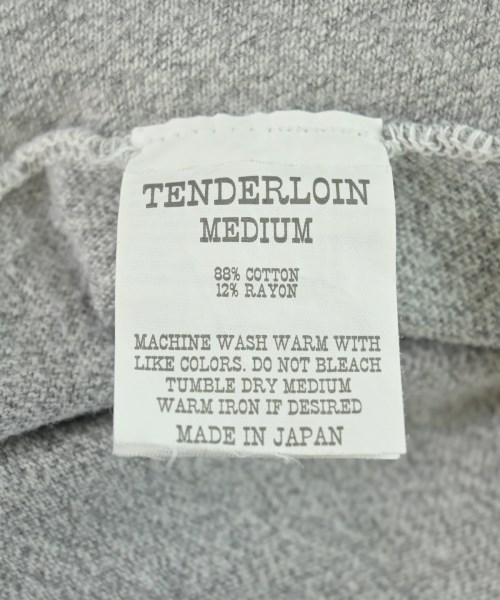 TENDERLOIN
MEDIUM
88% COTTON
12% RAYON
MACHINE WASH WARM WITH
LIKE COLORS. DO NOT BLEACH
TUMBLE DRY MEDIUM
WARM IRON IF DESIRED
MADE IN JAPAN